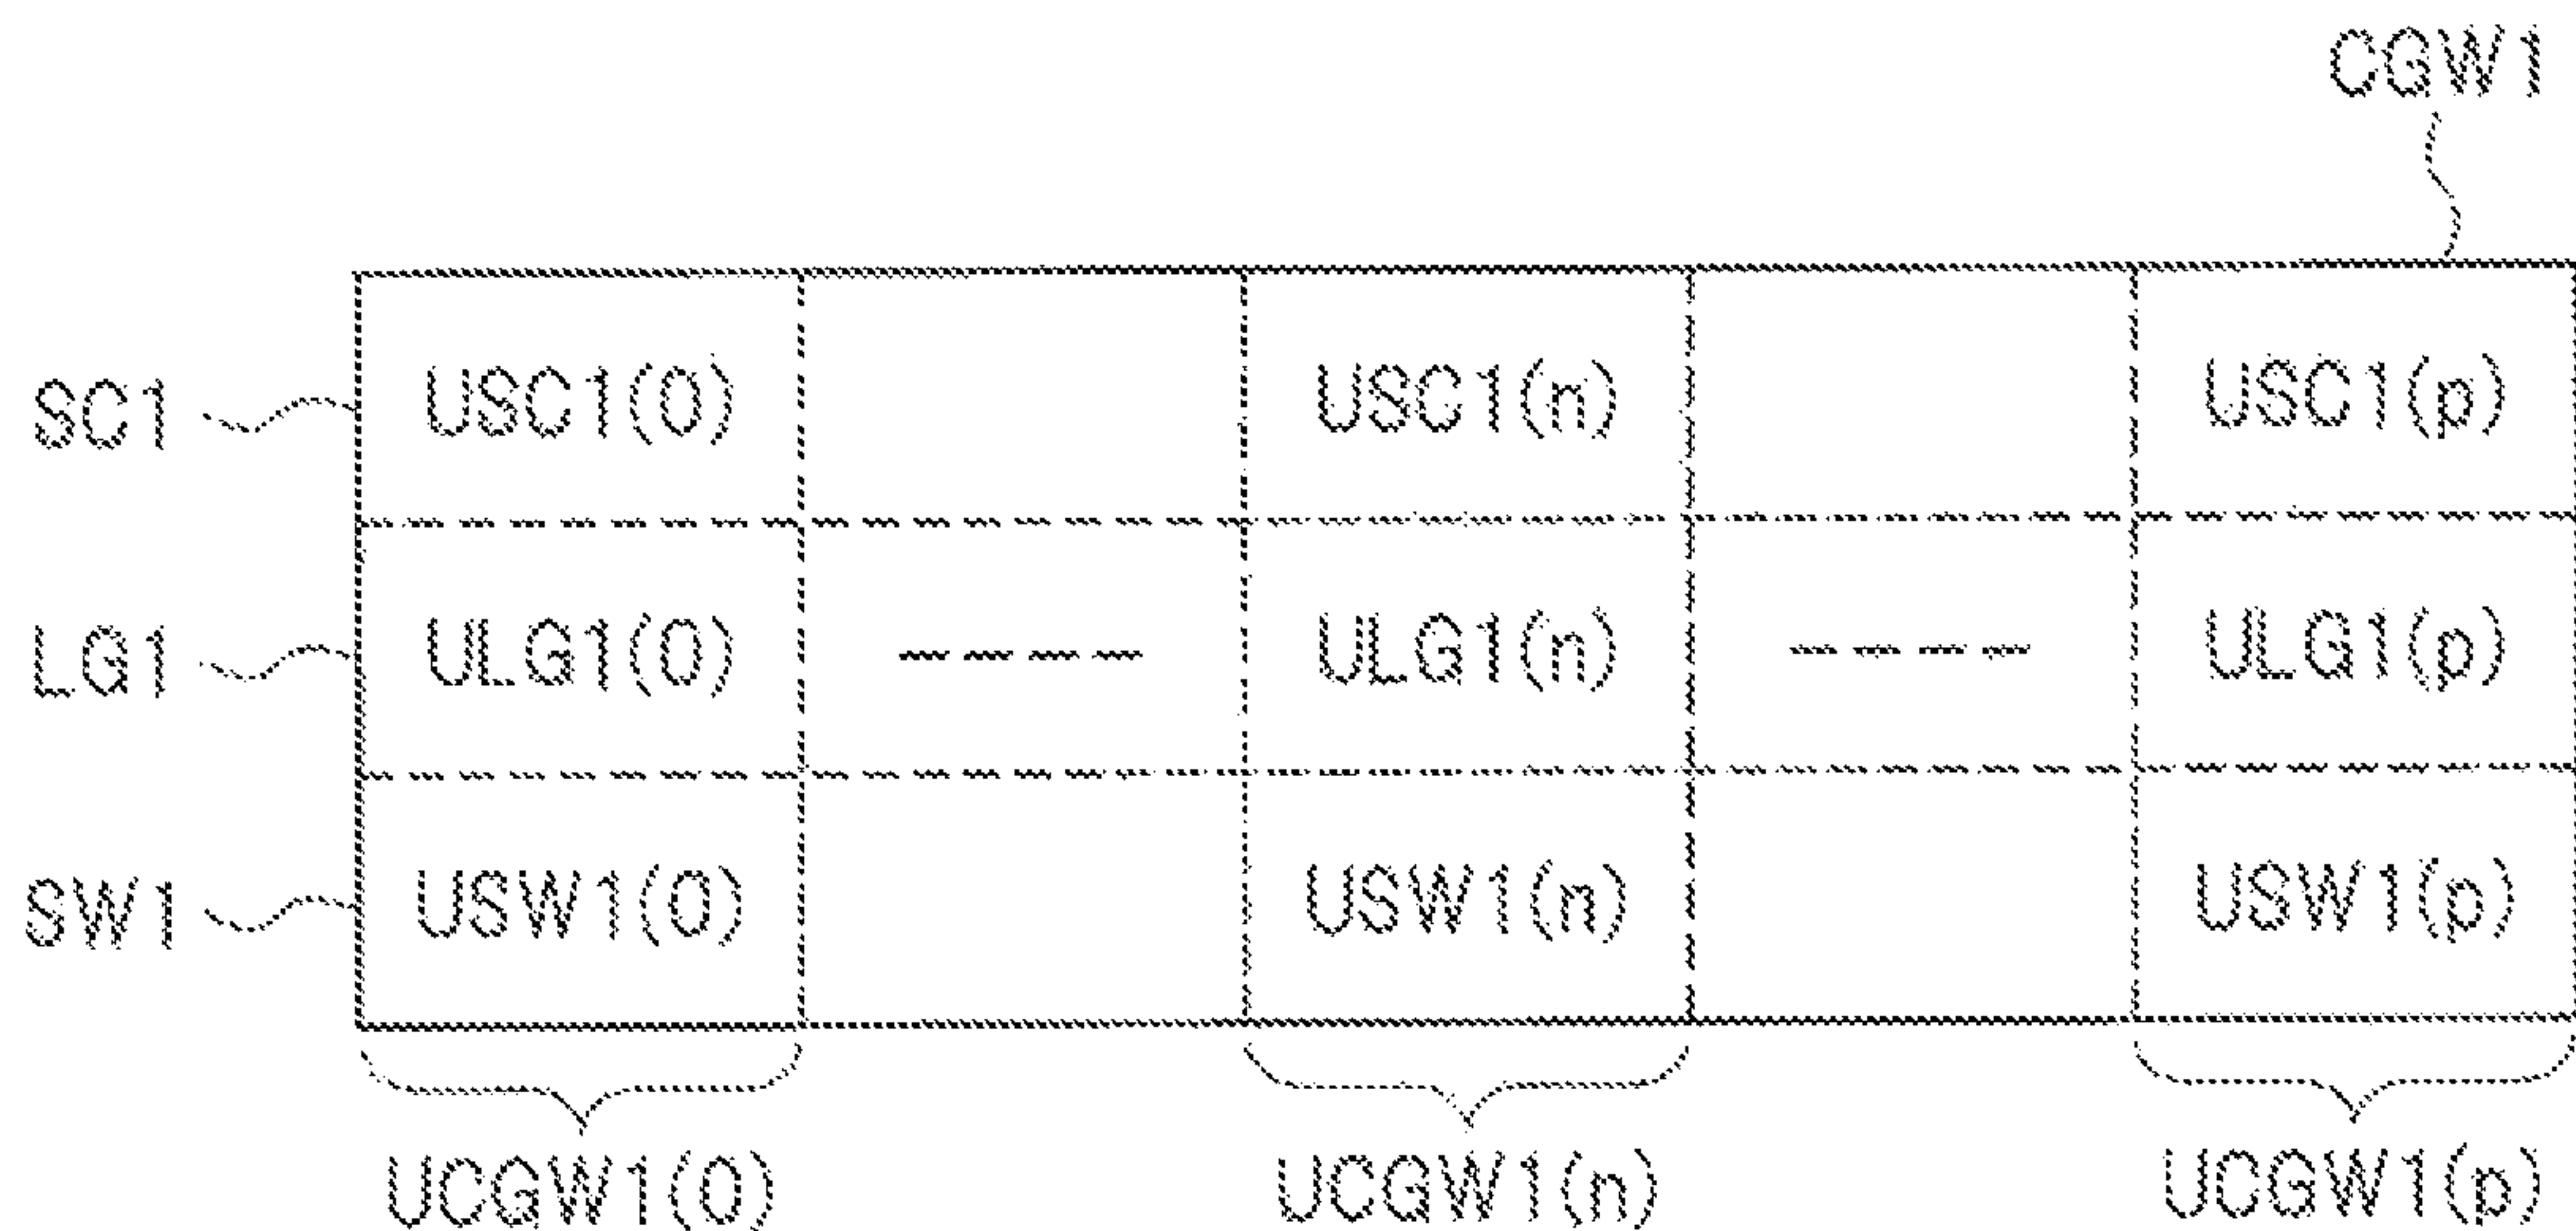 CGW1
SC1 USC1(0) USC1(n) USC1(p)
LG1 ULG1(0) ---- ULG1(n) ---- ULG1(p)
SW1 USW1(0) USW1(n) USW1(p)
UCGW1(0) UCGW1(n) UCGW1(p)